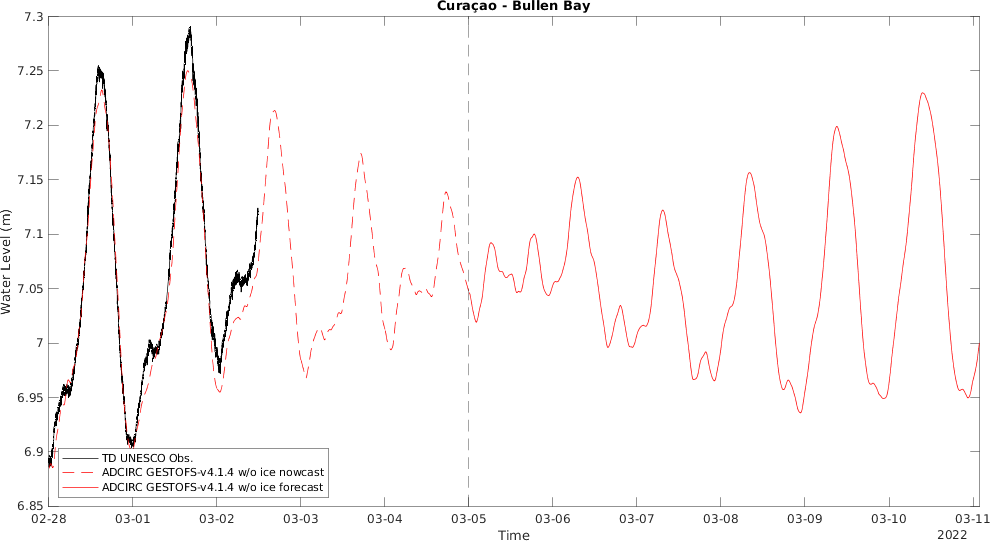 Curaçao - Bullen Bay
Water Level (m)
7.3
7.25
7.2
7.15
7.1
7.05
7
6.95
6.9
6.85
TD UNESCO Obs.
ADCIRC GESTOFS-v4.1.4 w/o ice nowcast
ADCIRC GESTOFS-v4.1.4 w/o ice forecast
02-28 03-01 03-02 03-03 03-04 03-05 03-06 03-07 03-08 03-09 03-10 03-11
Time
2022